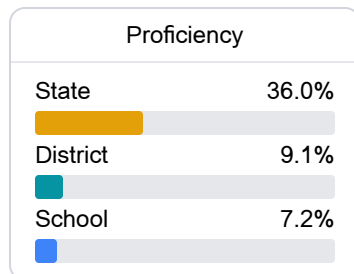 Proficiency
State 36.0%
District 9.1%
School 7.2%